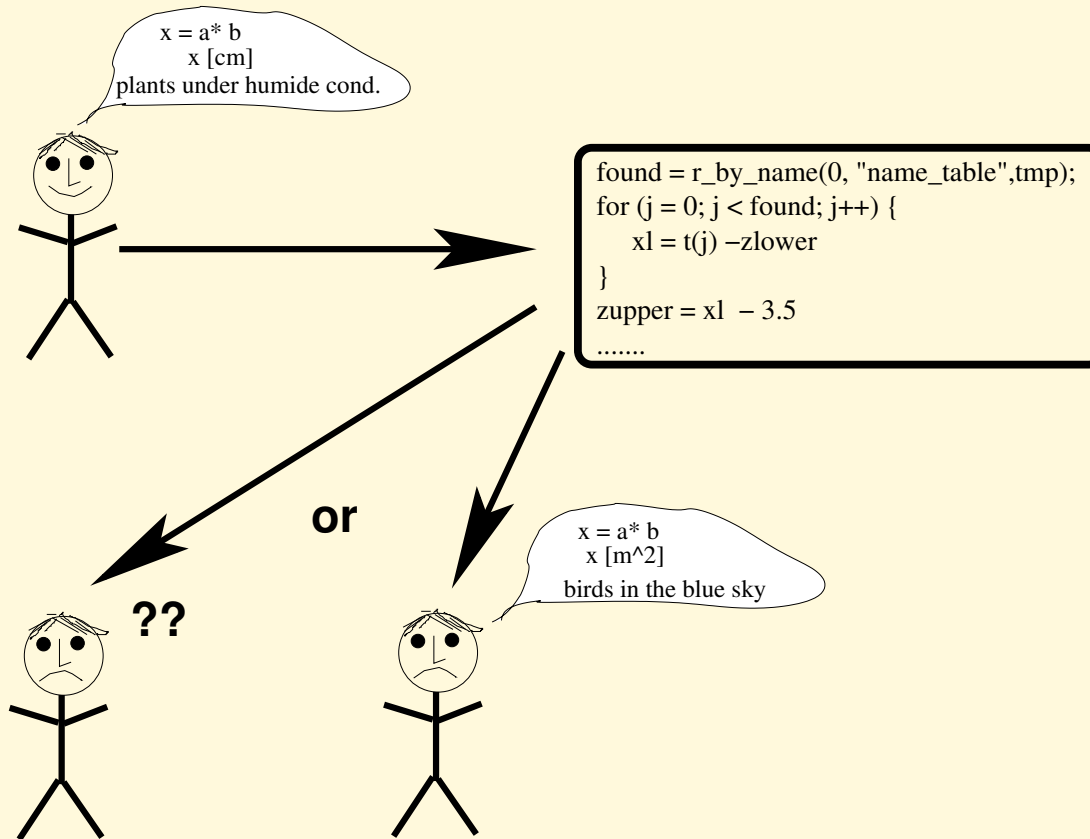 x = a* b
x [cm]
plants under humide cond.
found = r_by_name(0, "name_table",tmp);
for (j = 0; j < found; j++) {
xl = t(j) −zlower
}
zupper = xl − 3.5
.......
or
x = a* b
x [m^2]
birds in the blue sky
??